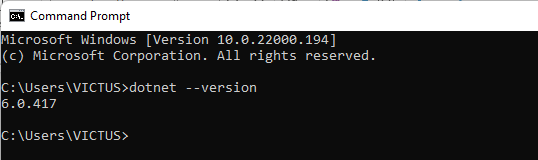 Command Prompt
Microsoft Windows [Version 10.0.22000.194]
(c) Microsoft Corporation. All rights reserved.
C:\Users\VICTUS>dotnet --version
6.0.417
C:\Users\VICTUS>